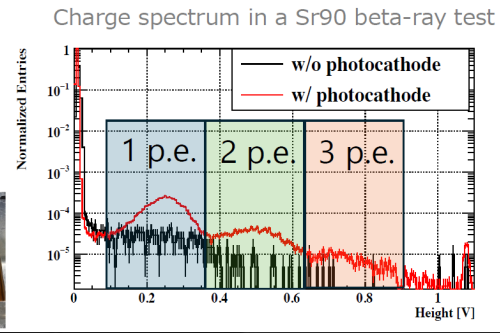 Charge spectrum in a Sr90 beta-ray test
Normalized Entries
w/o photocathode
w/ photocathode
1 p.e. 2 p.e. 3 p.e.
1
10⁻¹
10⁻²
10⁻³
10⁻⁴
10⁻⁵
0 0.2 0.4 0.6 0.8 1
Height [V]